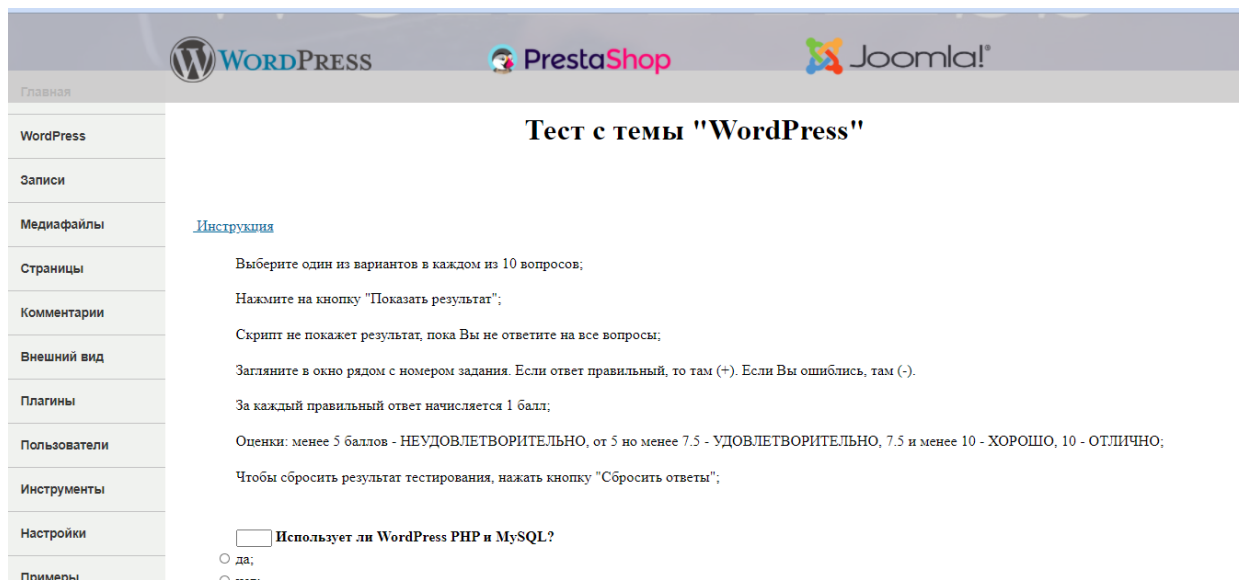 WORDPRESS
PrestaShop
Joomla!®
Главная
WordPress
Записи
Медиафайлы
Страницы
Комментарии
Внешний вид
Плагины
Пользователи
Инструменты
Настройки
Примеры
Тест с темы "WordPress"
Инструкция
Выберите один из вариантов в каждом из 10 вопросов;
Нажмите на кнопку "Показать результат";
Скрипт не покажет результат, пока Вы не ответите на все вопросы;
Загляните в окно рядом с номером задания. Если ответ правильный, то там (+). Если Вы ошиблись, там (-).
За каждый правильный ответ начисляется 1 балл;
Оценки: менее 5 баллов - НЕУДОВЛЕТВОРИТЕЛЬНО, от 5 но менее 7.5 - УДОВЛЕТВОРИТЕЛЬНО, 7.5 и менее 10 - ХОРОШО, 10 - ОТЛИЧНО;
Чтобы сбросить результат тестирования, нажать кнопку "Сбросить ответы";
Использует ли WordPress PHP и MySQL?
да;